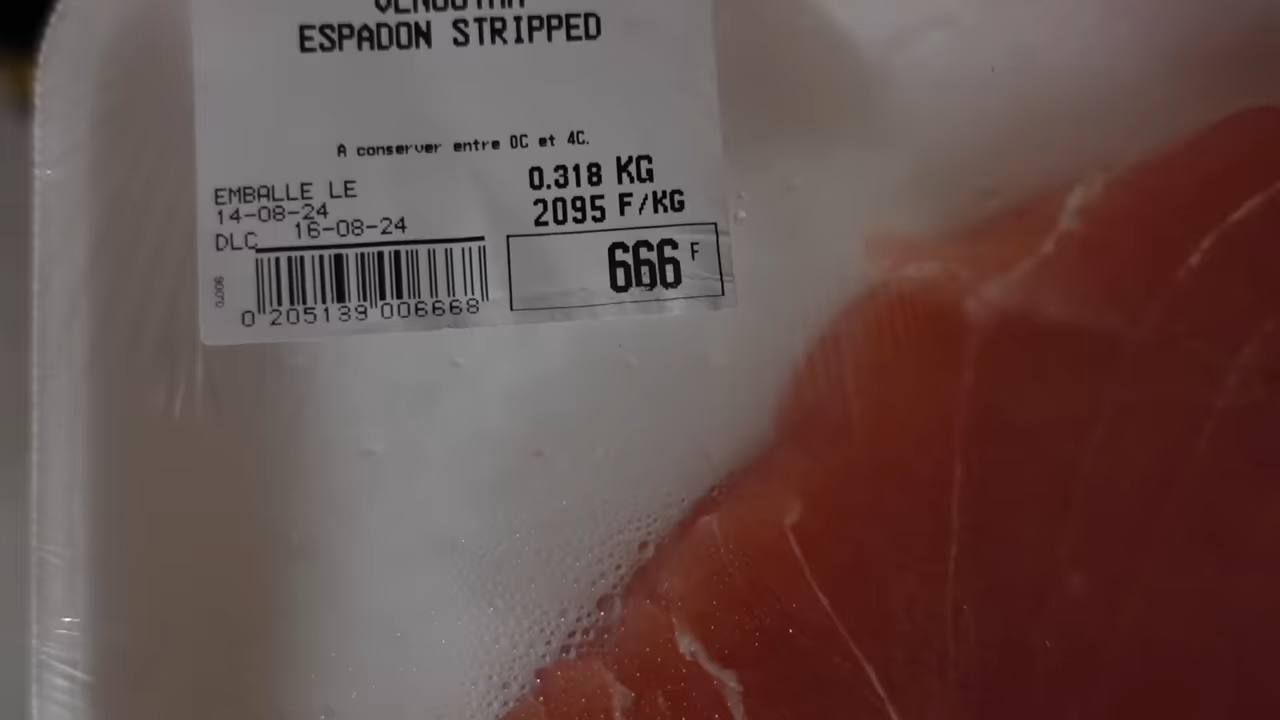 ESPADON STRIPPED
A conserver entre 0C et 4C.
0.318 KG
2095 F/KG
EMBALLE LE
14-08-24
DLC 16-08-24
666 F
0 205139 006668